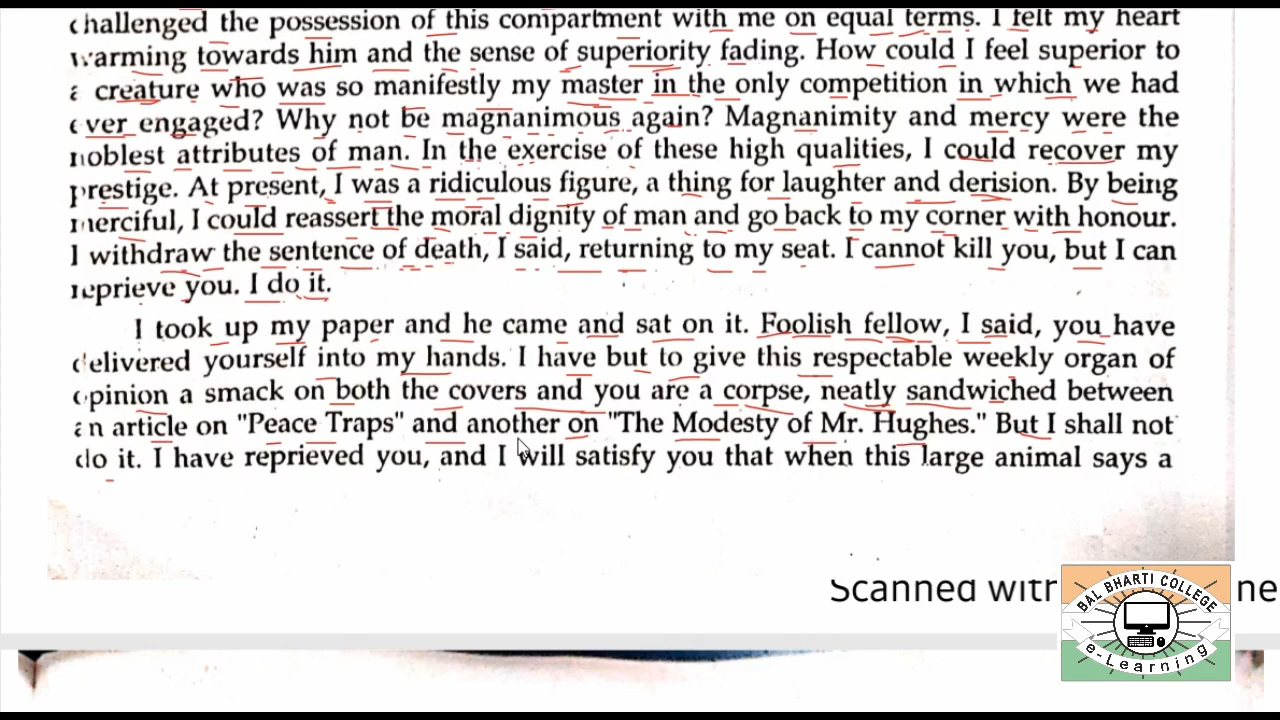 challenged the possession of this compartment with me on equal terms. I felt my heart
warming towards him and the sense of superiority fading. How could I feel superior to
a creature who was so manifestly my master in the only competition in which we had
ever engaged? Why not be magnanimous again? Magnanimity and mercy were the
noblest attributes of man. In the exercise of these high qualities, I could recover my
prestige. At present, I was a ridiculous figure, a thing for laughter and derision. By being
merciful, I could reassert the moral dignity of man and go back to my corner with honour.
I withdraw the sentence of death, I said, returning to my seat. I cannot kill you, but I can
reprieve you. I do it.
I took up my paper and he came and sat on it. Foolish fellow, I said, you have
delivered yourself into my hands. I have but to give this respectable weekly organ of
opinion a smack on both the covers and you are a corpse, neatly sandwiched between
an article on "Peace Traps" and another on "The Modesty of Mr. Hughes." But I shall not
do it. I have reprieved you, and I will satisfy you that when this large animal says a
Scanned with
ne
BAL BHARTI COLLEGE
e-Learning